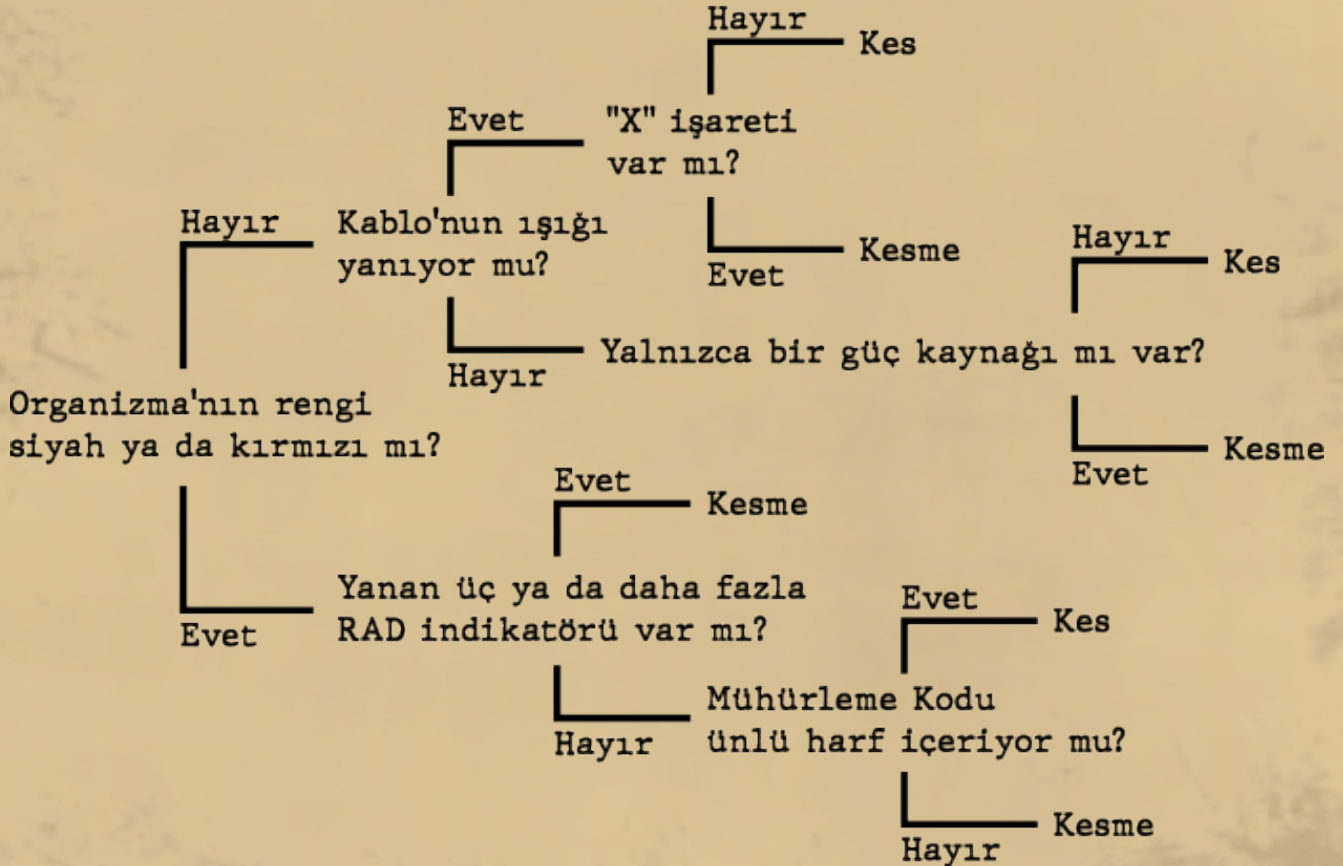 Hayır
Kes
Evet
"X" işareti
var mı?
Hayır
Kablo'nun ışığı
yanıyor mu?
Kesme
Evet
Hayır
Kes
Hayır
Yalnızca bir güç kaynağı mı var?
Organizma'nın rengi
siyah ya da kırmızı mı?
Kesme
Evet
Evet
Kesme
Yanan üç ya da daha fazla
RAD indikatörü var mı?
Evet
Evet
Kes
Mühürleme Kodu
ünlü harf içeriyor mu?
Hayır
Kesme
Hayır